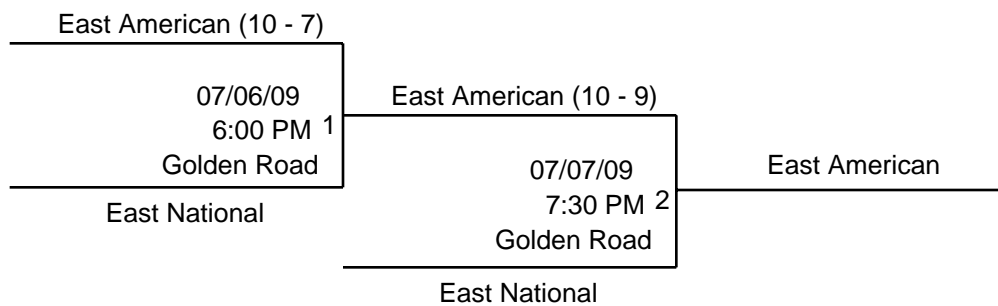 East American (10 - 7)
07/06/09
6:00 PM 1
Golden Road
East National
East American (10 - 9)
07/07/09
7:30 PM 2
Golden Road
East National
East American